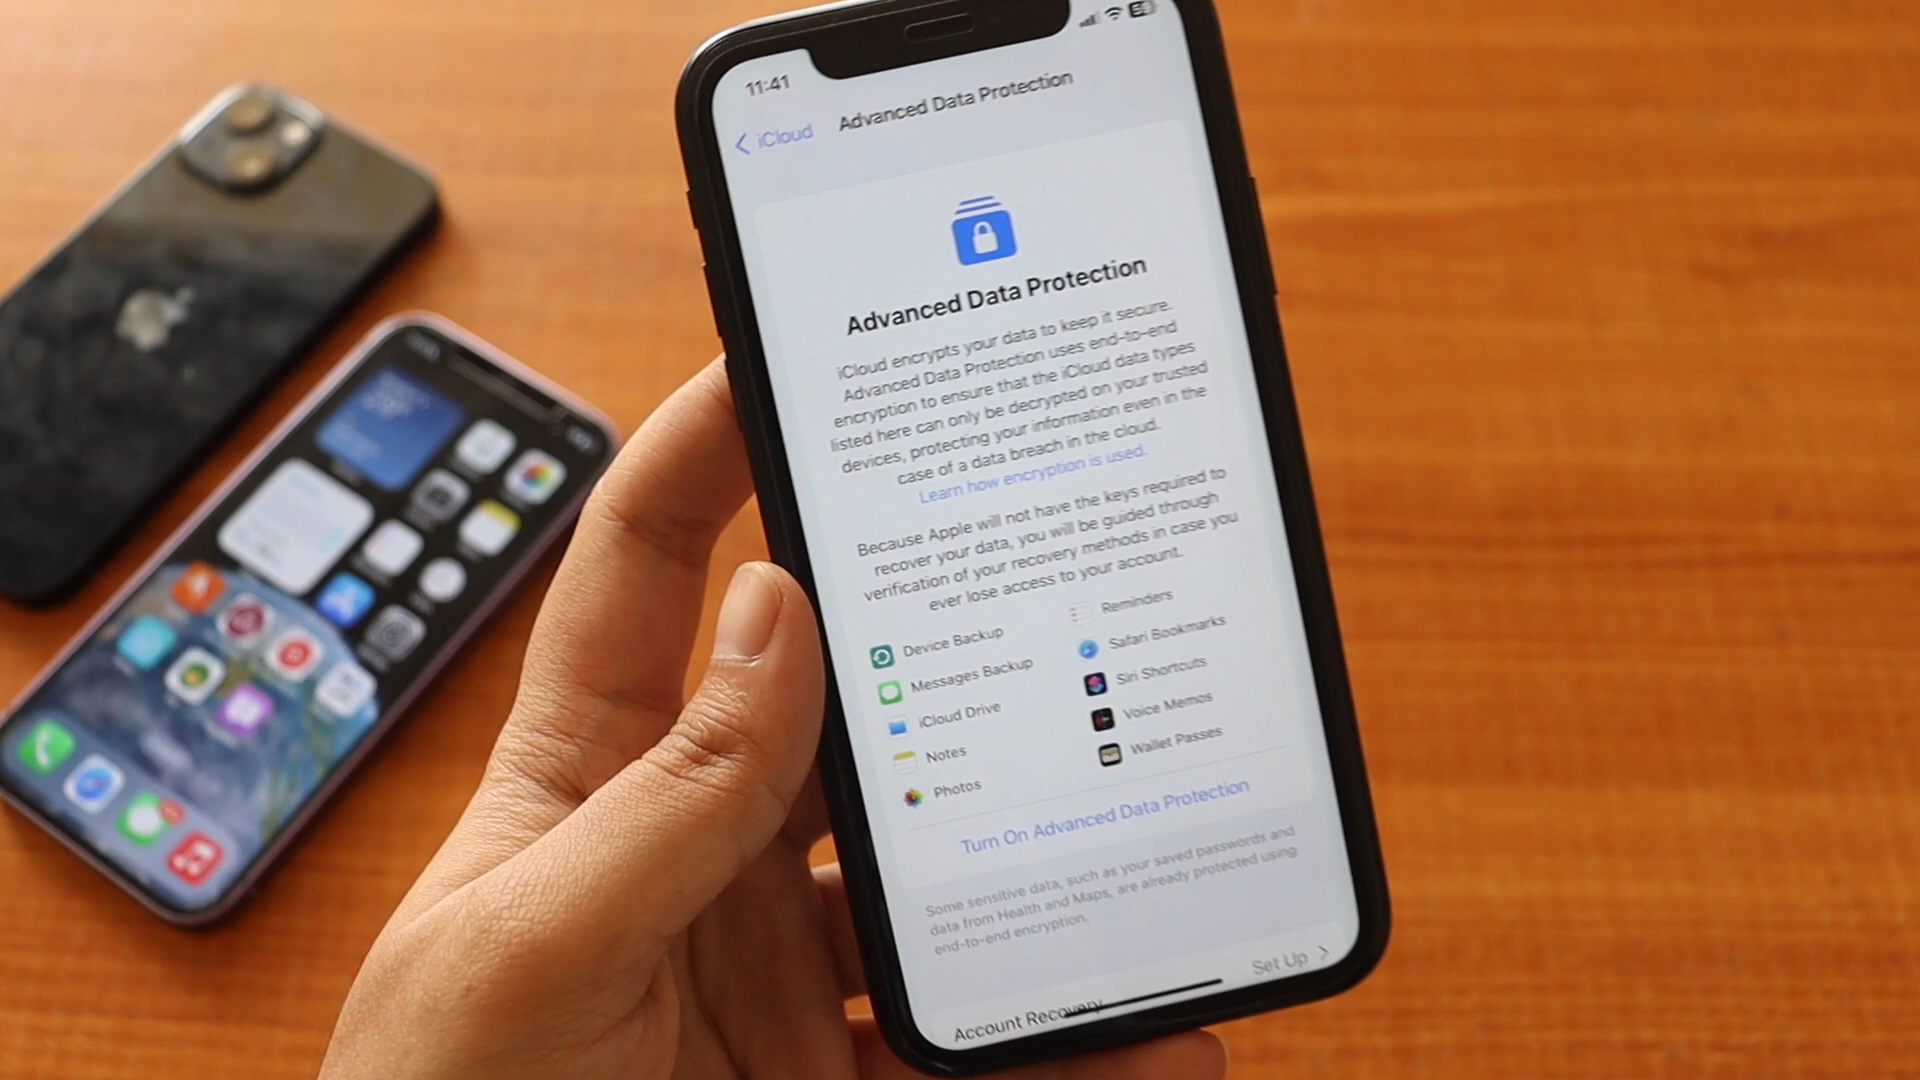 11:41
iCloud
Advanced Data Protection
Advanced Data Protection
iCloud encrypts your data to keep it secure.
Advanced Data Protection uses end-to-end
encryption to ensure that the iCloud data types
listed here can only be decrypted on your trusted
devices, protecting your information even in the
case of a data breach in the cloud.
Learn how encryption is used.
Because Apple will not have the keys required to
recover your data, you will be guided through
verification of your recovery methods in case you
ever lose access to your account.
Device Backup
Messages Backup
iCloud Drive
Notes
Photos
Reminders
Safari Bookmarks
Siri Shortcuts
Voice Memos
Wallet Passes
Turn On Advanced Data Protection
Some sensitive data, such as your saved passwords and
data from Health and Maps, are already protected using
end-to-end encryption.
Account Recovery
Set Up